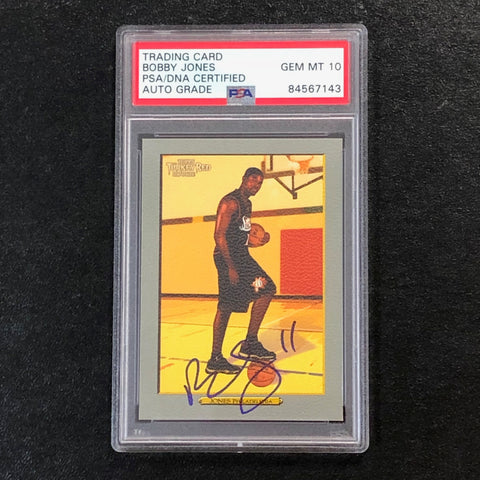 TRADING CARD
BOBBY JONES
PSA/DNA CERTIFIED GEM MT 10
AUTO GRADE PSA 84567143
TOPPS
TURKEY RED
11
JONES PHILADELPHIA